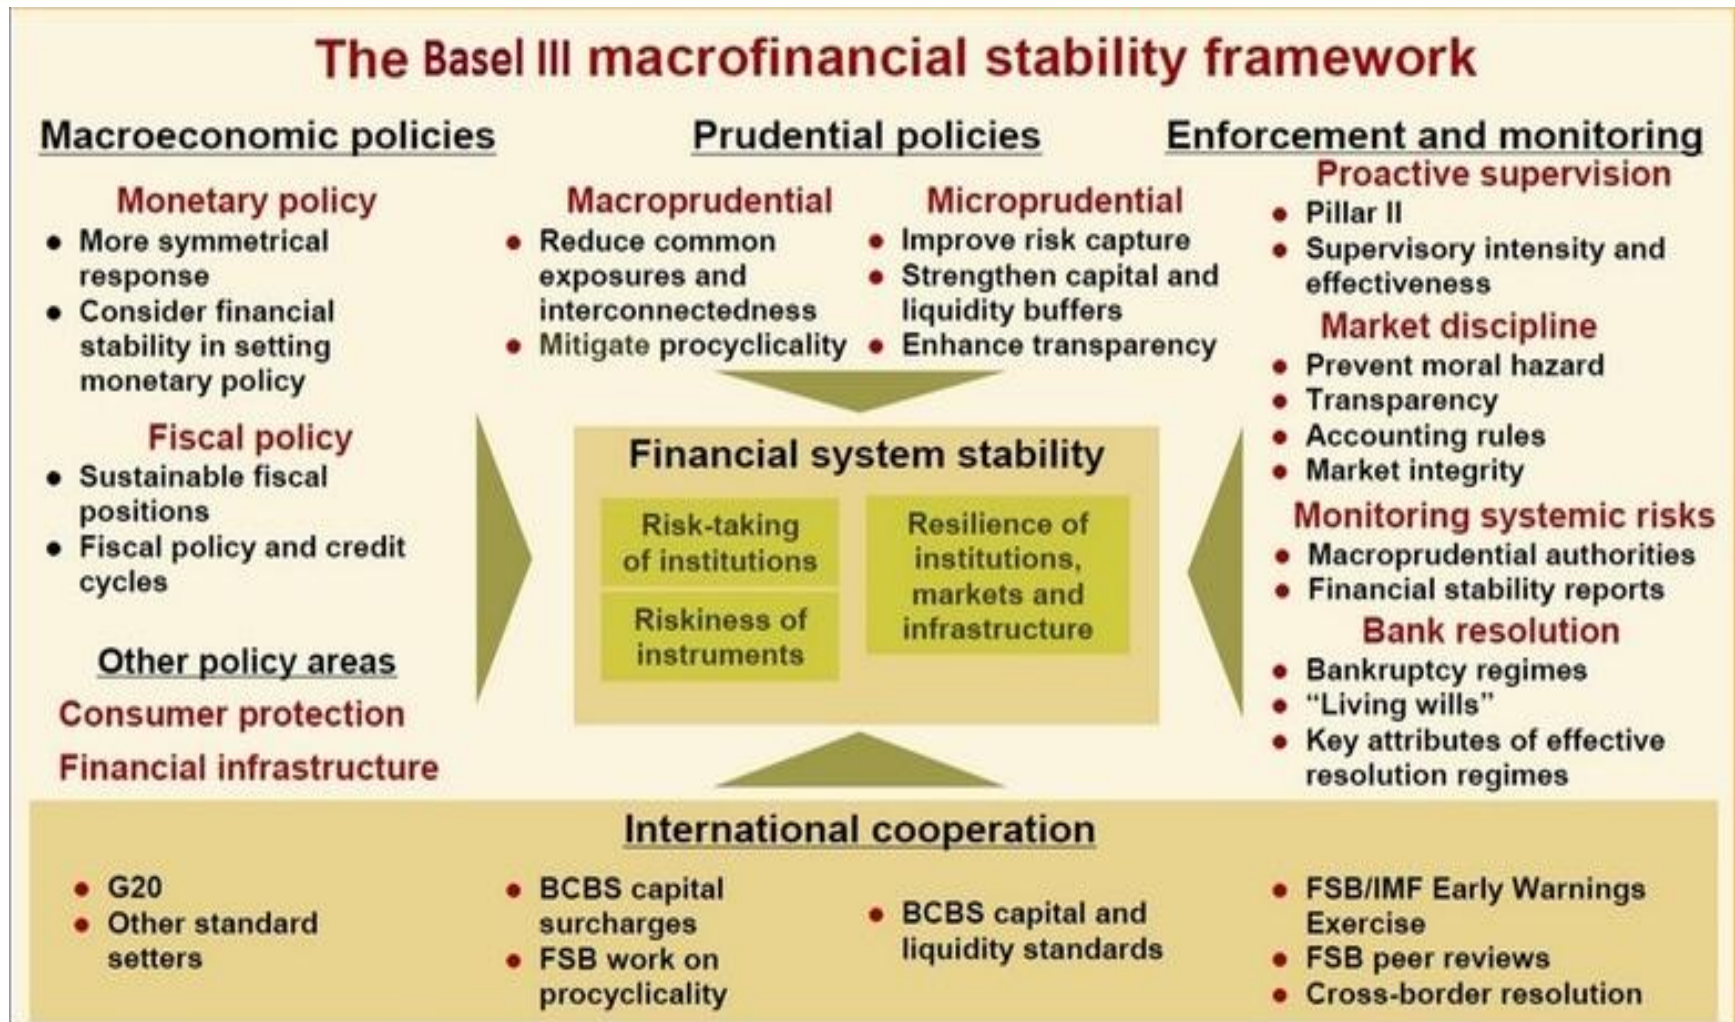 The Basel III macrofinancial stability framework
Macroeconomic policies
Monetary policy
● More symmetrical
response
● Consider financial
stability in setting
monetary policy
Fiscal policy
● Sustainable fiscal
positions
● Fiscal policy and credit
cycles
Other policy areas
Consumer protection
Financial infrastructure
Prudential policies
Macroprudential
● Reduce common
exposures and
interconnectedness
● Mitigate procyclicality
Microprudential
● Improve risk capture
● Strengthen capital and
liquidity buffers
● Enhance transparency
Financial system stability
Risk-taking
of institutions
Riskiness of
instruments
Resilience of
institutions,
markets and
infrastructure
Enforcement and monitoring
Proactive supervision
● Pillar II
● Supervisory intensity and
effectiveness
Market discipline
● Prevent moral hazard
● Transparency
● Accounting rules
● Market integrity
Monitoring systemic risks
● Macroprudential authorities
● Financial stability reports
Bank resolution
● Bankruptcy regimes
● “Living wills”
● Key attributes of effective
resolution regimes
International cooperation
● G20
● Other standard
setters
● BCBS capital
surcharges
● FSB work on
procyclicality
● BCBS capital and
liquidity standards
● FSB/IMF Early Warnings
Exercise
● FSB peer reviews
● Cross-border resolution